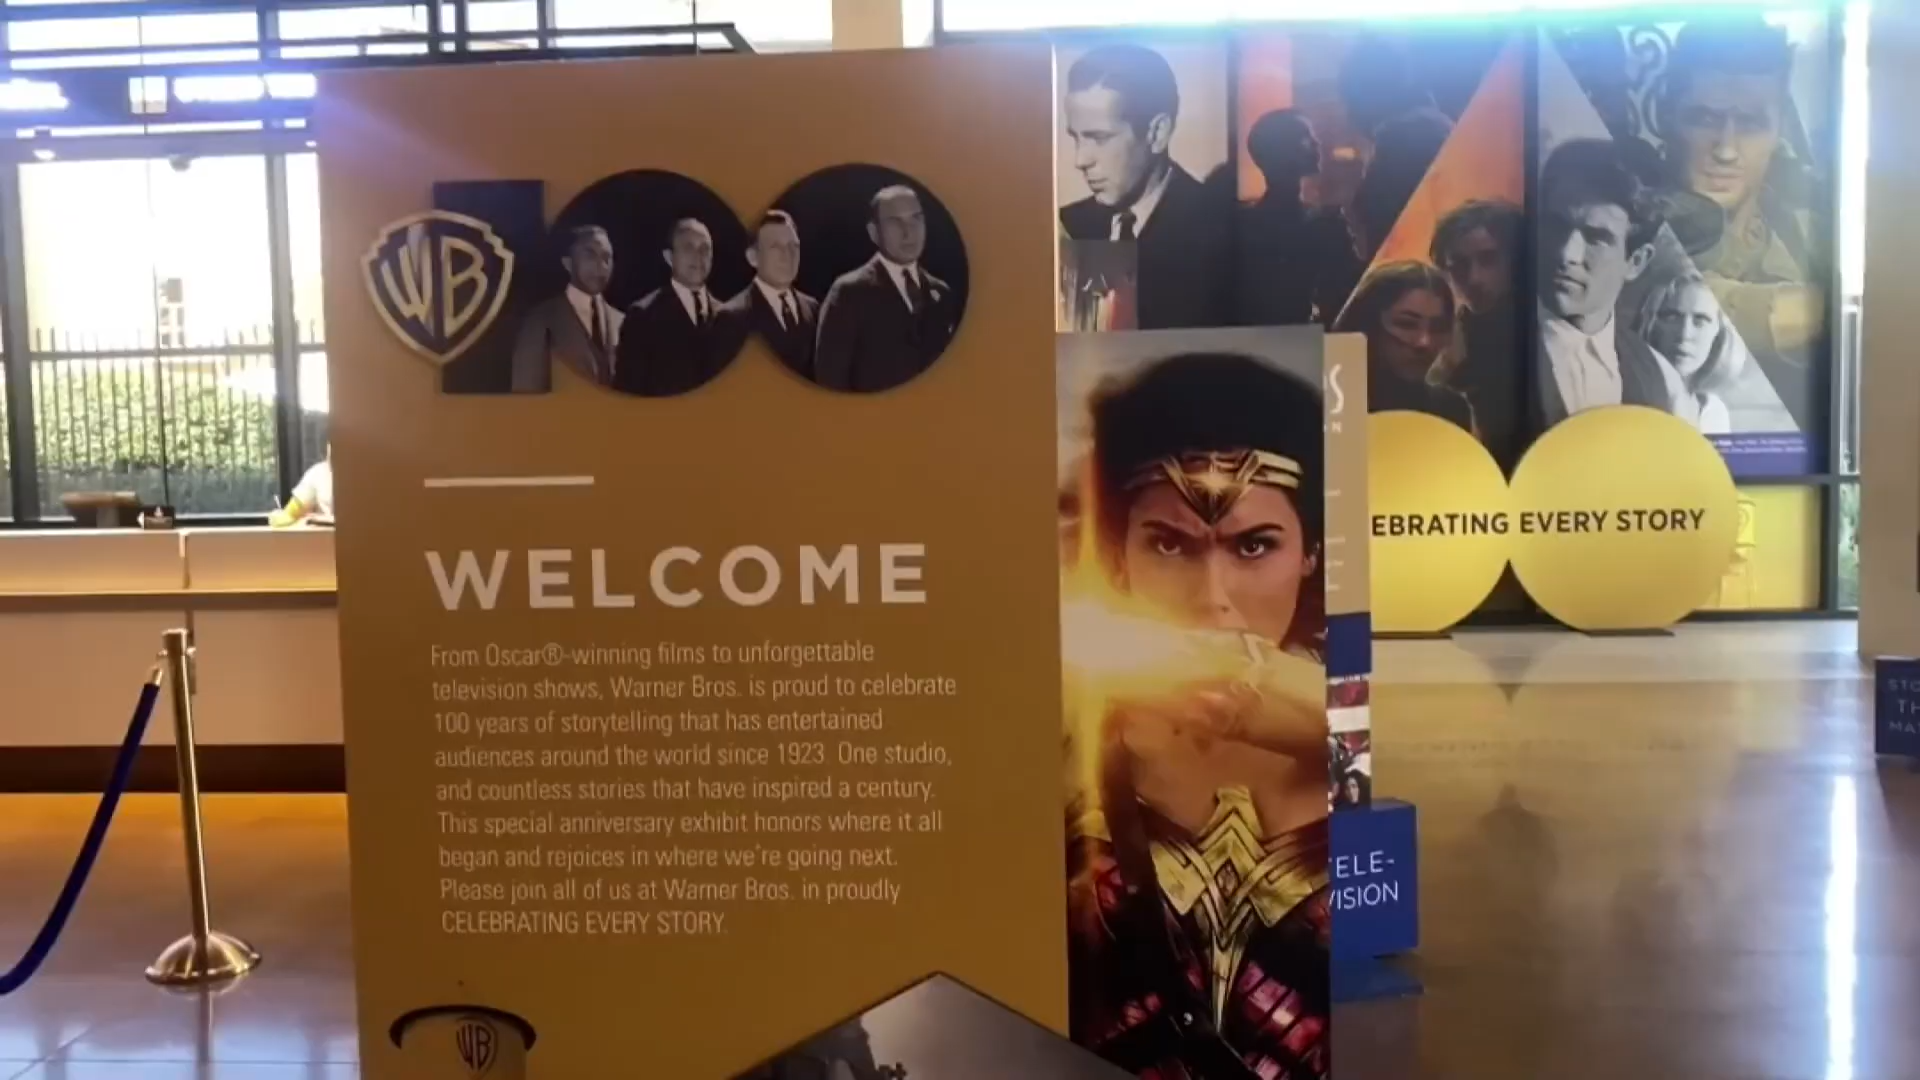 WB
WELCOME
From Oscar®-winning films to unforgettable
television shows, Warner Bros. is proud to celebrate
100 years of storytelling that has entertained
audiences around the world since 1923. One studio,
and countless stories that have inspired a century.
This special anniversary exhibit honors where it all
began and rejoices in where we're going next.
Please join all of us at Warner Bros. in proudly
CELEBRATING EVERY STORY.
WB
EBRATING EVERY STORY
ELE-
VISION